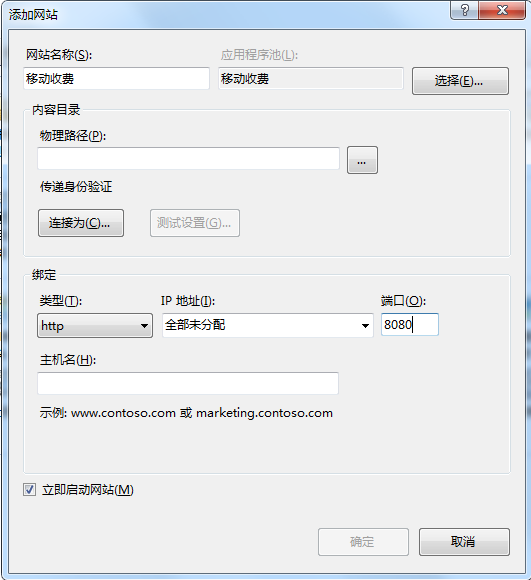 添加网站
网站名称(S):
应用程序池(L):
移动收费
移动收费
选择(E)...
内容目录
物理路径(P):
...
传递身份验证
连接为(C)...
测试设置(G)...
绑定
类型(T):
IP 地址(I):
端口(O):
http
全部未分配
8080
主机名(H):
示例: www.contoso.com 或 marketing.contoso.com
立即启动网站(M)
确定
取消